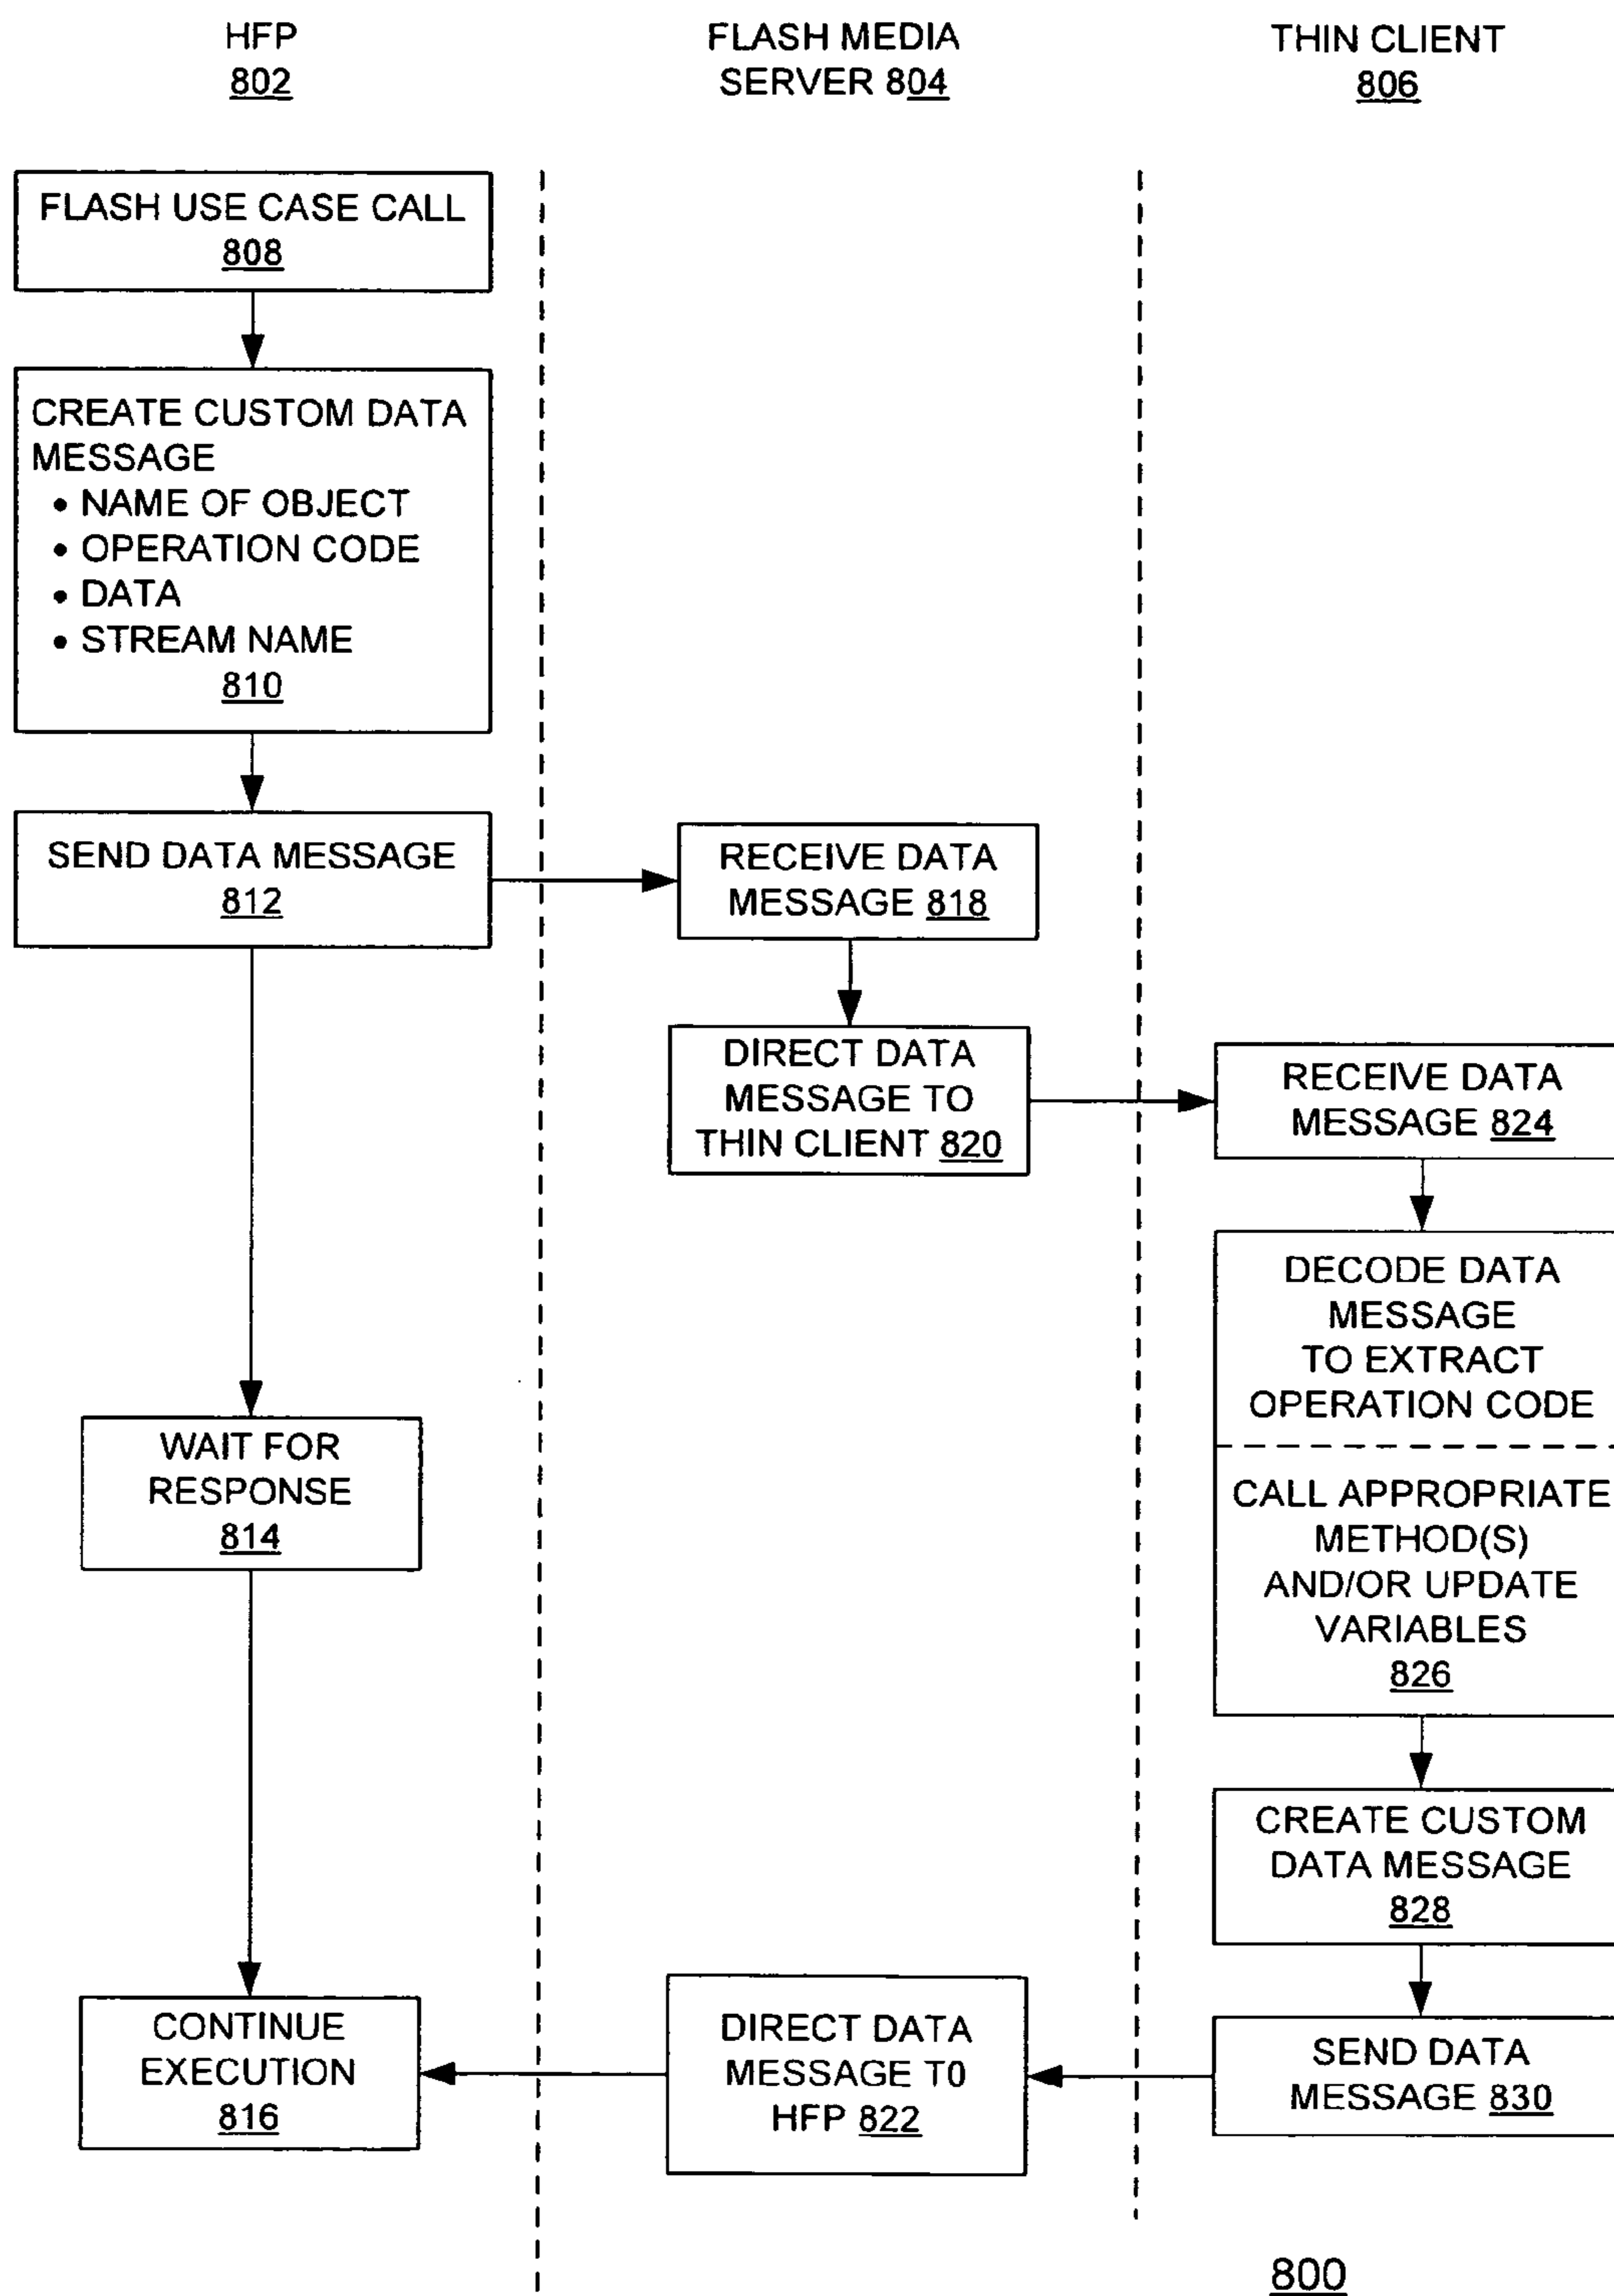 HFP
802
FLASH MEDIA
SERVER 804
THIN CLIENT
806
FLASH USE CASE CALL
808
CREATE CUSTOM DATA
MESSAGE
• NAME OF OBJECT
• OPERATION CODE
• DATA
• STREAM NAME
810
SEND DATA MESSAGE
812
RECEIVE DATA
MESSAGE 818
DIRECT DATA
MESSAGE TO
THIN CLIENT 820
RECEIVE DATA
MESSAGE 824
DECODE DATA
MESSAGE
TO EXTRACT
OPERATION CODE
CALL APPROPRIATE
METHOD(S)
AND/OR UPDATE
VARIABLES
826
WAIT FOR
RESPONSE
814
CREATE CUSTOM
DATA MESSAGE
828
SEND DATA
MESSAGE 830
DIRECT DATA
MESSAGE T0
HFP 822
CONTINUE
EXECUTION
816
800